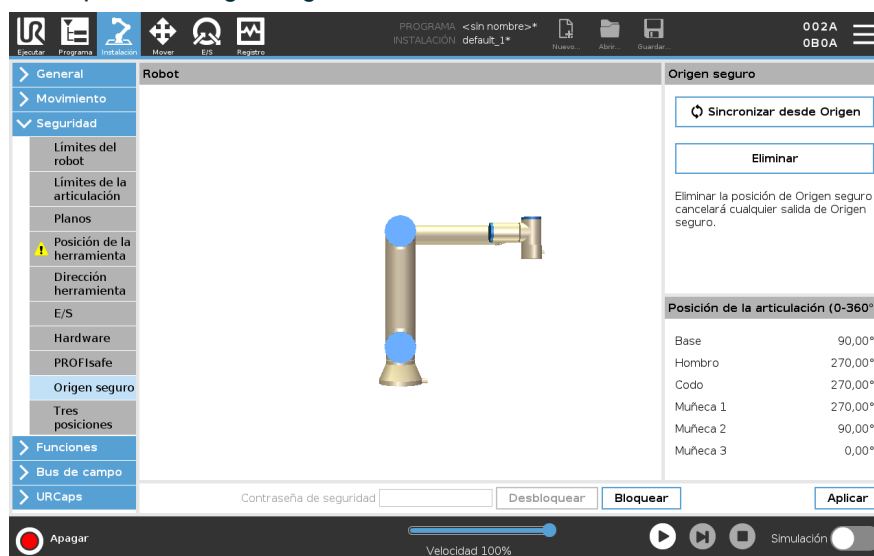 PROGRAMA <sin nombre>*
INSTALACIÓN default_1*
Ejecutar
Programa
Instalación
Mover
E/S
Registro
Nuevo...
Abrir...
Guardar...
002A
0B0A
General
Movimiento
Seguridad
Límites del
robot
Límites de la
articulación
Planos
Posición de la
herramienta
Dirección
herramienta
E/S
Hardware
PROFIsafe
Origen seguro
Tres
posiciones
Funciones
Bus de campo
URCaps
Robot
Origen seguro
Sincronizar desde Origen
Eliminar
Eliminar la posición de Origen seguro
cancelará cualquier salida de Origen
seguro.
Posición de la articulación (0-360°
Base 90,00°
Hombro 270,00°
Codo 270,00°
Muñeca 1 270,00°
Muñeca 2 90,00°
Muñeca 3 0,00°
Contraseña de seguridad
Desbloquear
Bloquear
Aplicar
Apagar
Velocidad 100%
Simulación